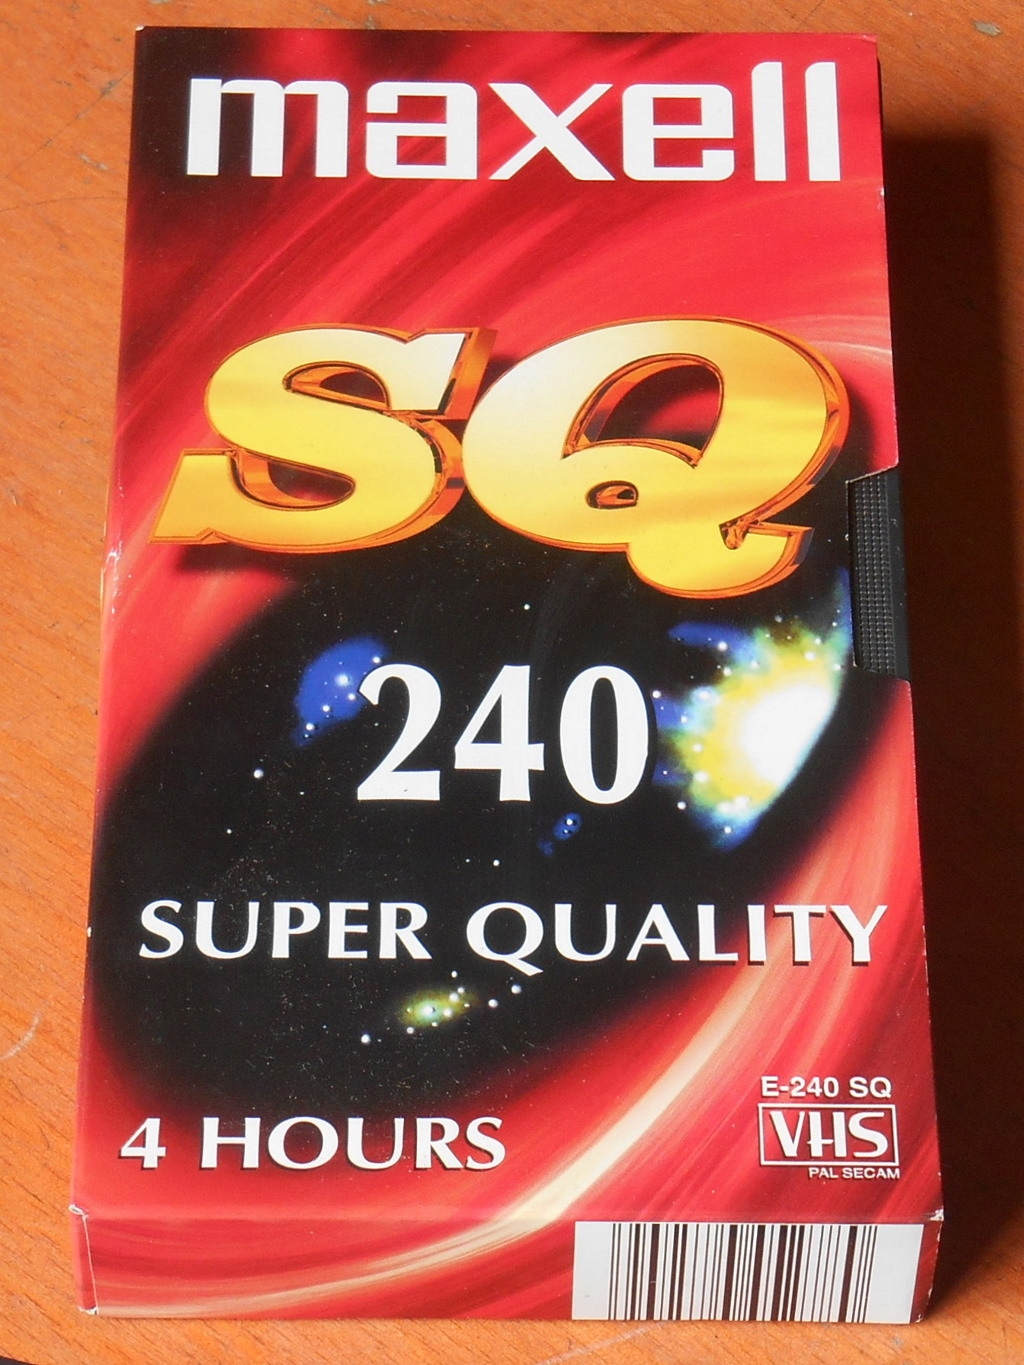 maxell
SQ
240
SUPER QUALITY
4 HOURS
E-240 SQ
VHS
PAL SECAM